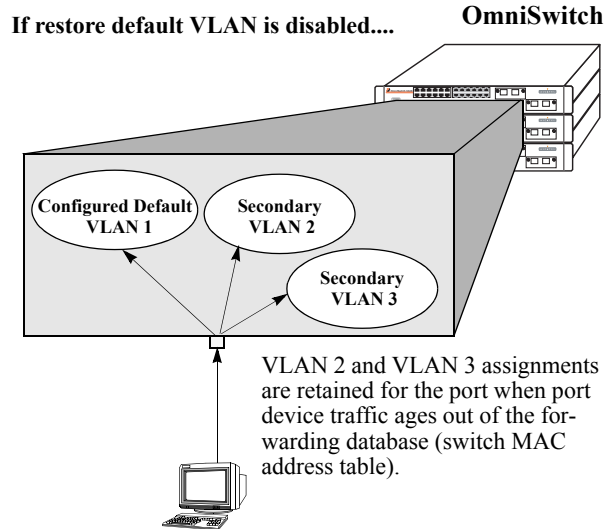 If restore default VLAN is disabled....
OmniSwitch
Configured Default
VLAN 1
Secondary
VLAN 2
Secondary
VLAN 3
VLAN 2 and VLAN 3 assignments
are retained for the port when port
device traffic ages out of the for-
warding database (switch MAC
address table).